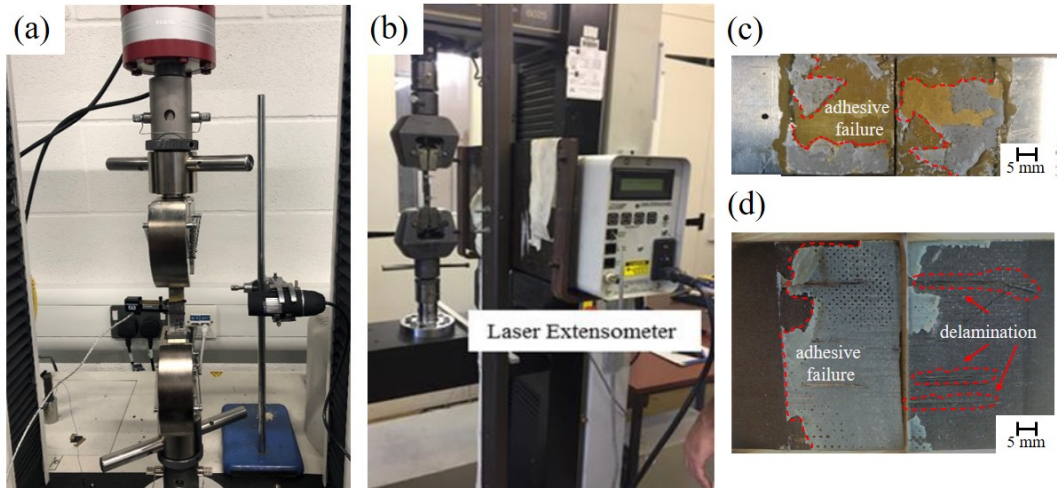 (a)
(b)
Laser Extensometer
(c)
adhesive
failure
5 mm
(d)
delamination
adhesive
failure
5 mm